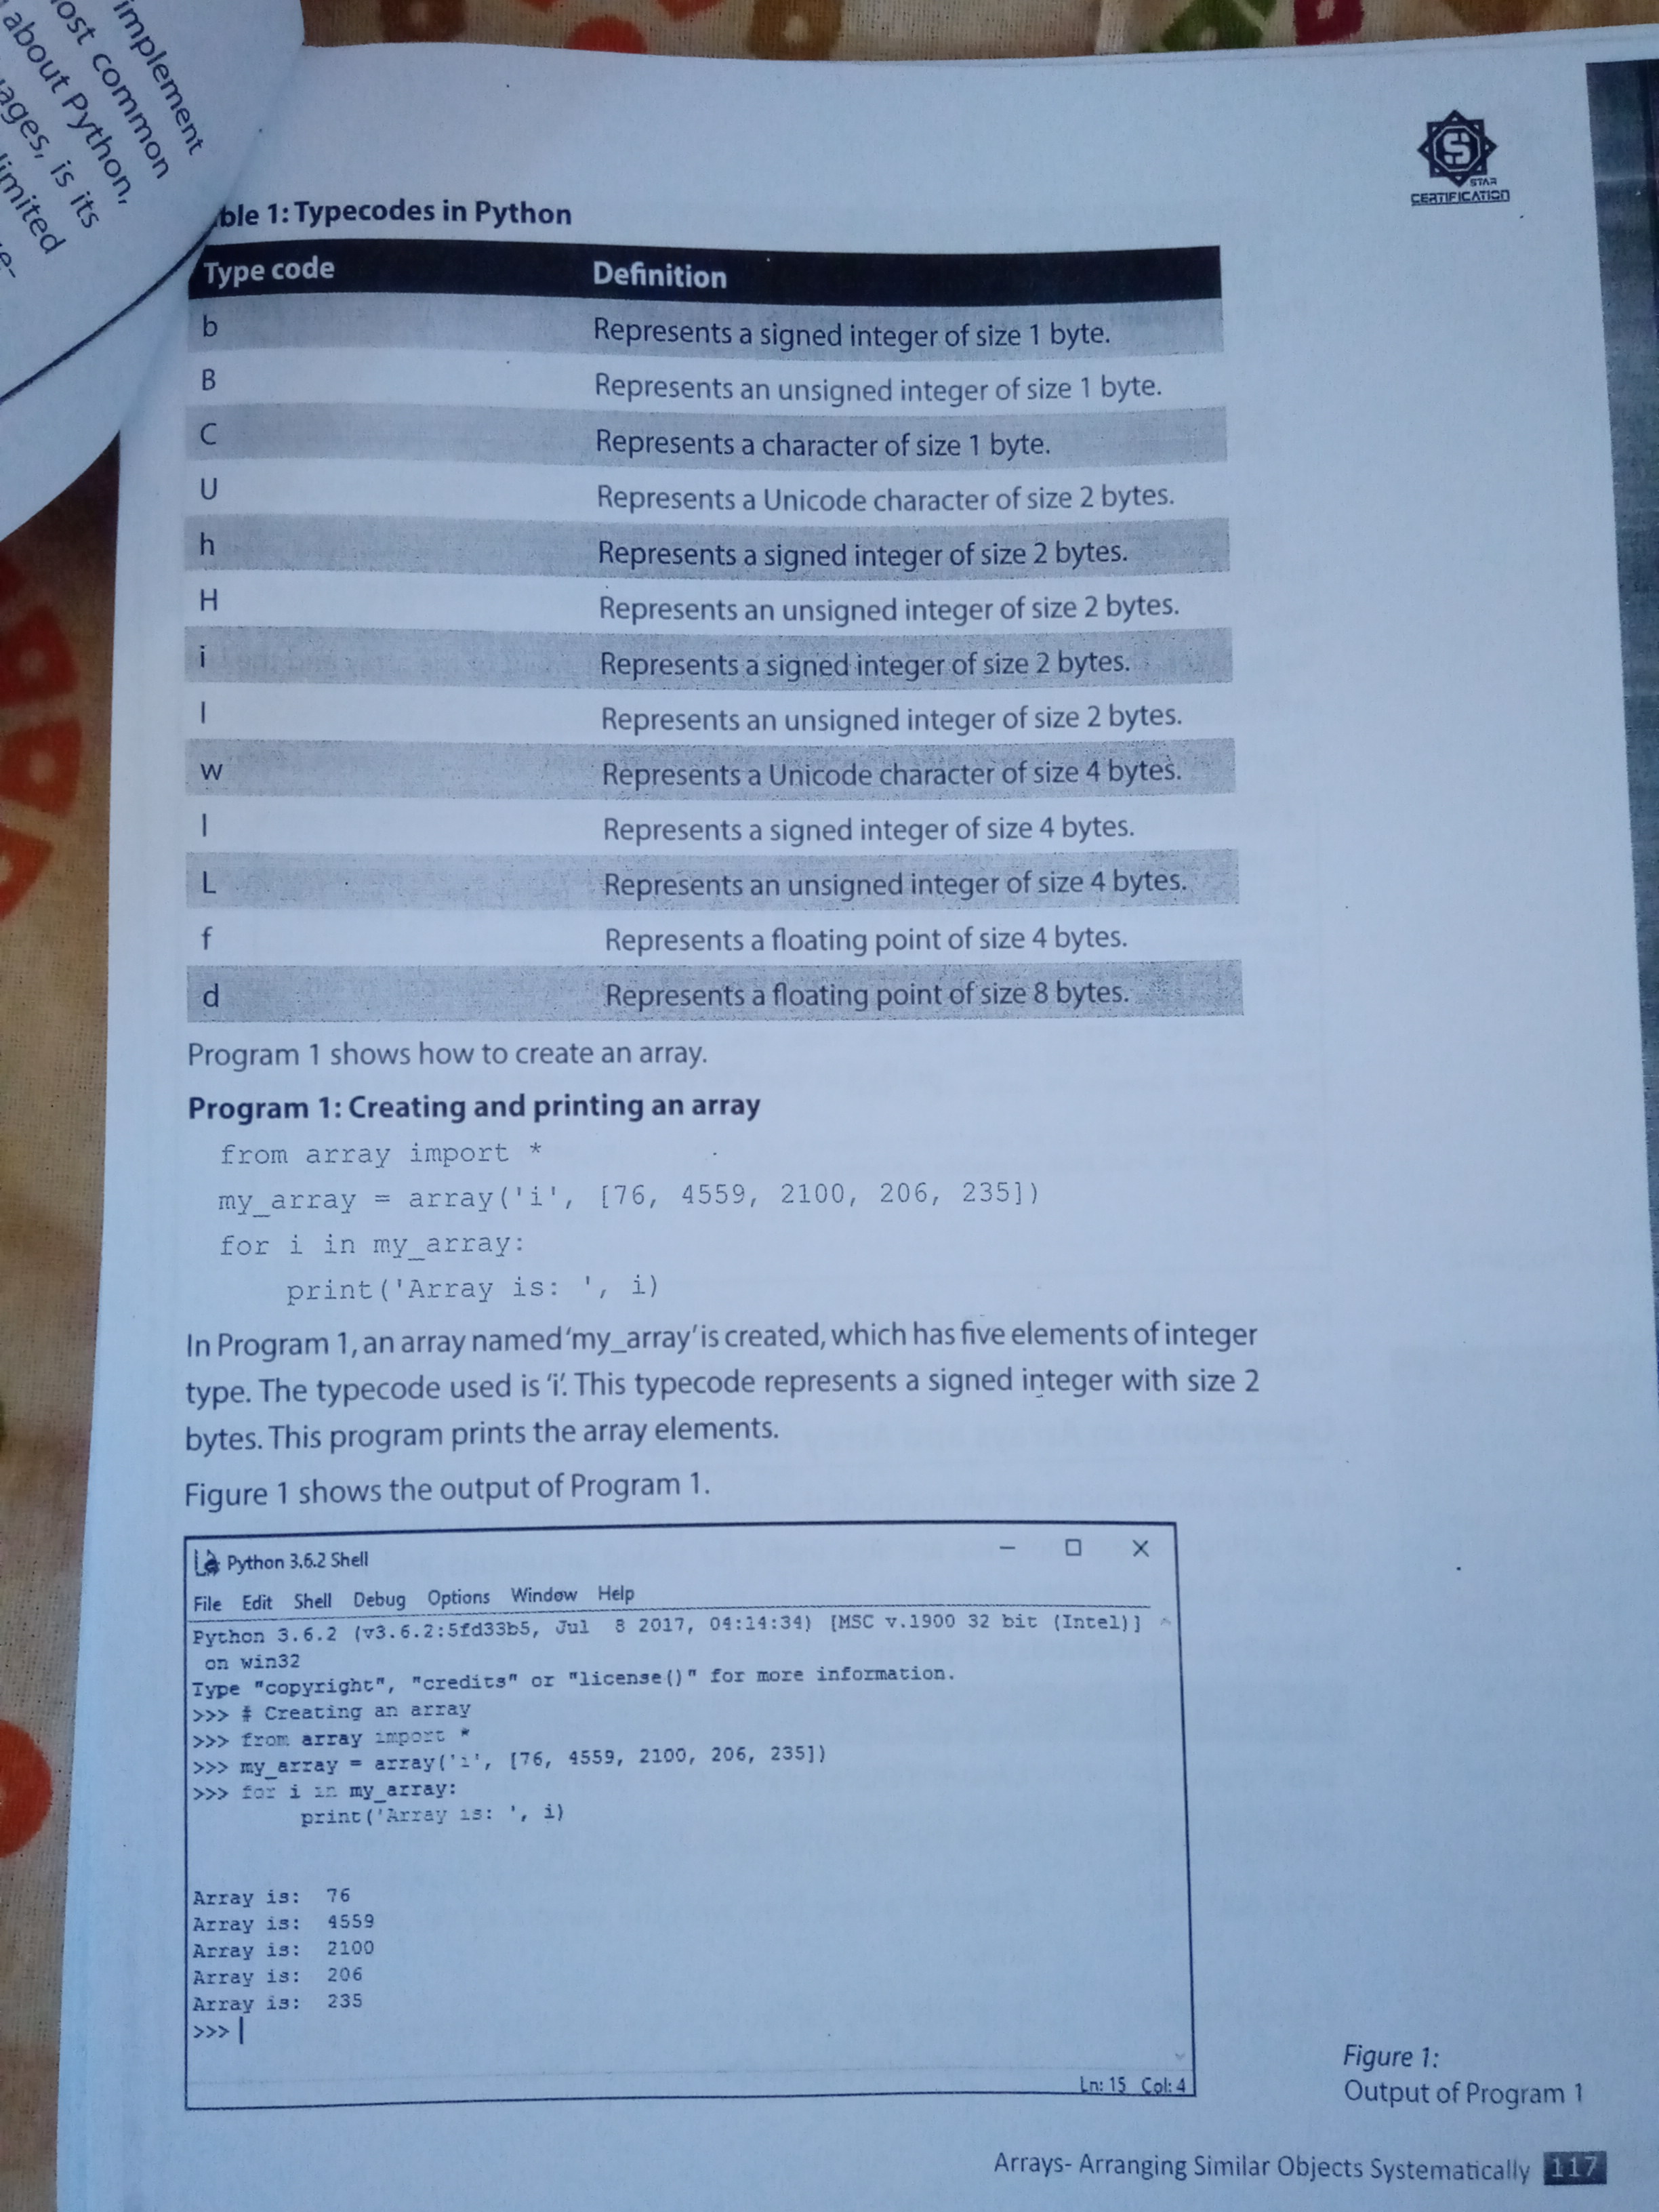 implement
ost common
about Python,
ages, is its
limited
e-
STAR
CERTIFICATION
ble 1: Typecodes in Python
Type code Definition
b Represents a signed integer of size 1 byte.
B Represents an unsigned integer of size 1 byte.
C Represents a character of size 1 byte.
U Represents a Unicode character of size 2 bytes.
h Represents a signed integer of size 2 bytes.
H Represents an unsigned integer of size 2 bytes.
i Represents a signed integer of size 2 bytes.
I Represents an unsigned integer of size 2 bytes.
w Represents a Unicode character of size 4 bytes.
l Represents a signed integer of size 4 bytes.
L Represents an unsigned integer of size 4 bytes.
f Represents a floating point of size 4 bytes.
d Represents a floating point of size 8 bytes.
Program 1 shows how to create an array.
Program 1: Creating and printing an array
from array import *
my_array = array('i', [76, 4559, 2100, 206, 235])
for i in my_array:
print('Array is: ', i)
In Program 1, an array named ‘my_array’ is created, which has five elements of integer
type. The typecode used is ‘i’. This typecode represents a signed integer with size 2
bytes. This program prints the array elements.
Figure 1 shows the output of Program 1.
Python 3.6.2 Shell
File Edit Shell Debug Options Window Help
Python 3.6.2 (v3.6.2:5fd33b5, Jul 8 2017, 04:14:34) [MSC v.1900 32 bit (Intel)]
on win32
Type "copyright", "credits" or "license()" for more information.
>>> # Creating an array
>>> from array import *
>>> my_array = array('i', [76, 4559, 2100, 206, 235])
>>> for i in my_array:
print('Array is: ', i)
Array is: 76
Array is: 4559
Array is: 2100
Array is: 206
Array is: 235
>>>
Ln: 15 Col: 4
Figure 1:
Output of Program 1
Arrays- Arranging Similar Objects Systematically 117